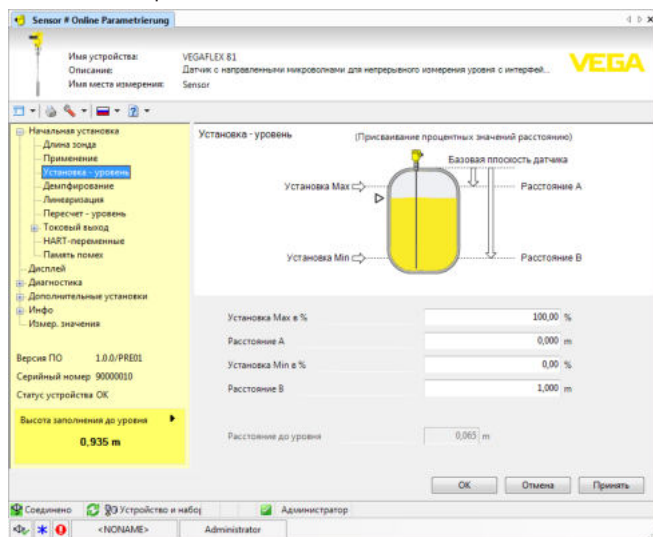 Sensor # Online Parametrierung
Имя устройства: VEGAFLEX 81
Описание: Датчик с направленными микроволнами для непрерывного измерения уровня с интерфей...
Имя места измерения: Sensor
VEGA
Начальная установка
Длина зонда
Применение
Установка - уровень
Демпфирование
Линеаризация
Пересчет - уровень
Токовый выход
HART-переменные
Память помех
Дисплей
Диагностика
Дополнительные установки
Инфо
Измер. значения
Версия ПО 1.0.0/PRE01
Серийный номер 90000010
Статус устройства OK
Высота заполнения до уровня
0,935 m
Установка - уровень (Присваивание процентных значений расстоянию)
Базовая плоскость датчика
Установка Max Расстояние A
Установка Min Расстояние B
Установка Max в % 100,00 %
Расстояние A 0,000 m
Установка Min в % 0,00 %
Расстояние B 1,000 m
Расстояние до уровня 0,065 m
OK Отмена Принять
Соединено Устройство и набо| Администратор
<NONAME> Administrator